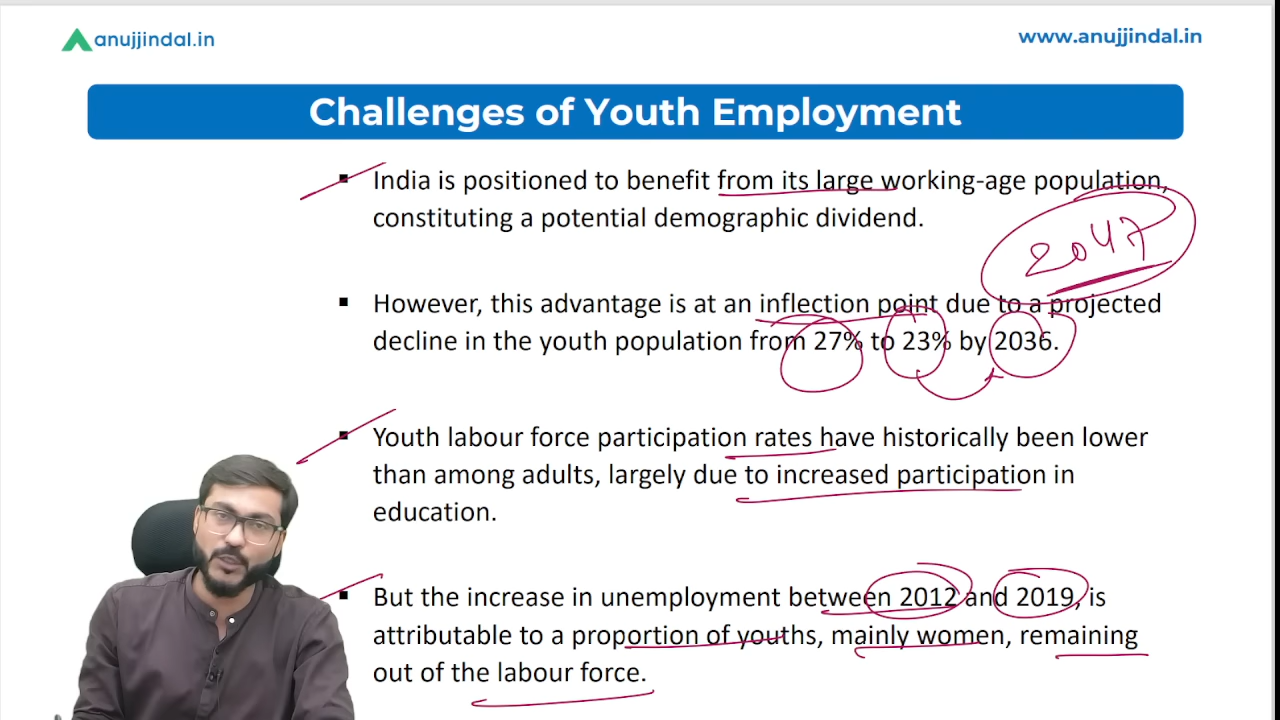 anujjindal.in
www.anujjindal.in
Challenges of Youth Employment
▪ India is positioned to benefit from its large working-age population,
constituting a potential demographic dividend.
2047
▪ However, this advantage is at an inflection point due to a projected
decline in the youth population from 27% to 23% by 2036.
▪ Youth labour force participation rates have historically been lower
than among adults, largely due to increased participation in
education.
▪ But the increase in unemployment between 2012 and 2019, is
attributable to a proportion of youths, mainly women, remaining
out of the labour force.